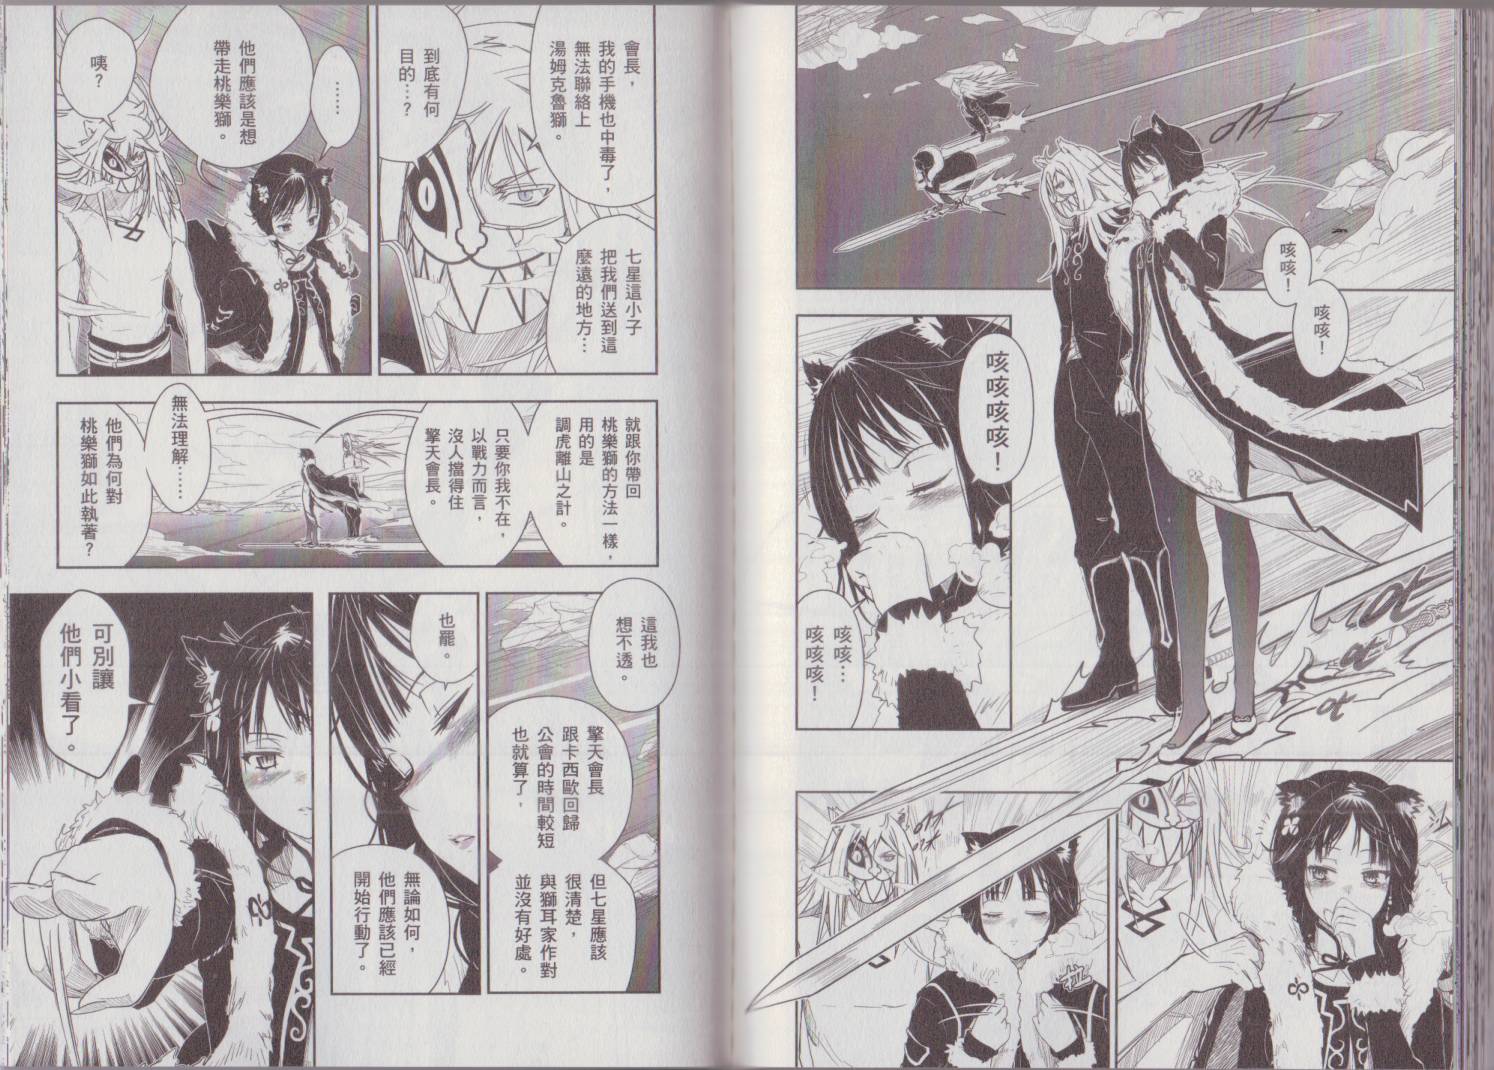 咳咳！
咳咳！
咳咳咳咳！
咳咳…
咳咳咳！
拉
會長，
我的手機也中毒了，
無法聯絡上
湯姆克魯獅。
七星這小子
把我們送到這
麼遠的地方…
到底有何
目的…？
……
他們應該是想
帶走桃樂獅。
咦？
就跟你帶回
桃樂獅的方法一樣，
用的是
調虎離山之計。
只要你我不在，
以戰力而言，
沒人擋得住
擎天會長。
無法理解……
他們為何對
桃樂獅如此執著？
這我也
想不透。
擎天會長
跟卡西歐回歸
公會的時間較短
也就算了，
但七星應該
很清楚，
與獅耳家作對
並沒有好處。
也罷。
無論如何，
他們應該已經
開始行動了。
可別讓
他們小看了。